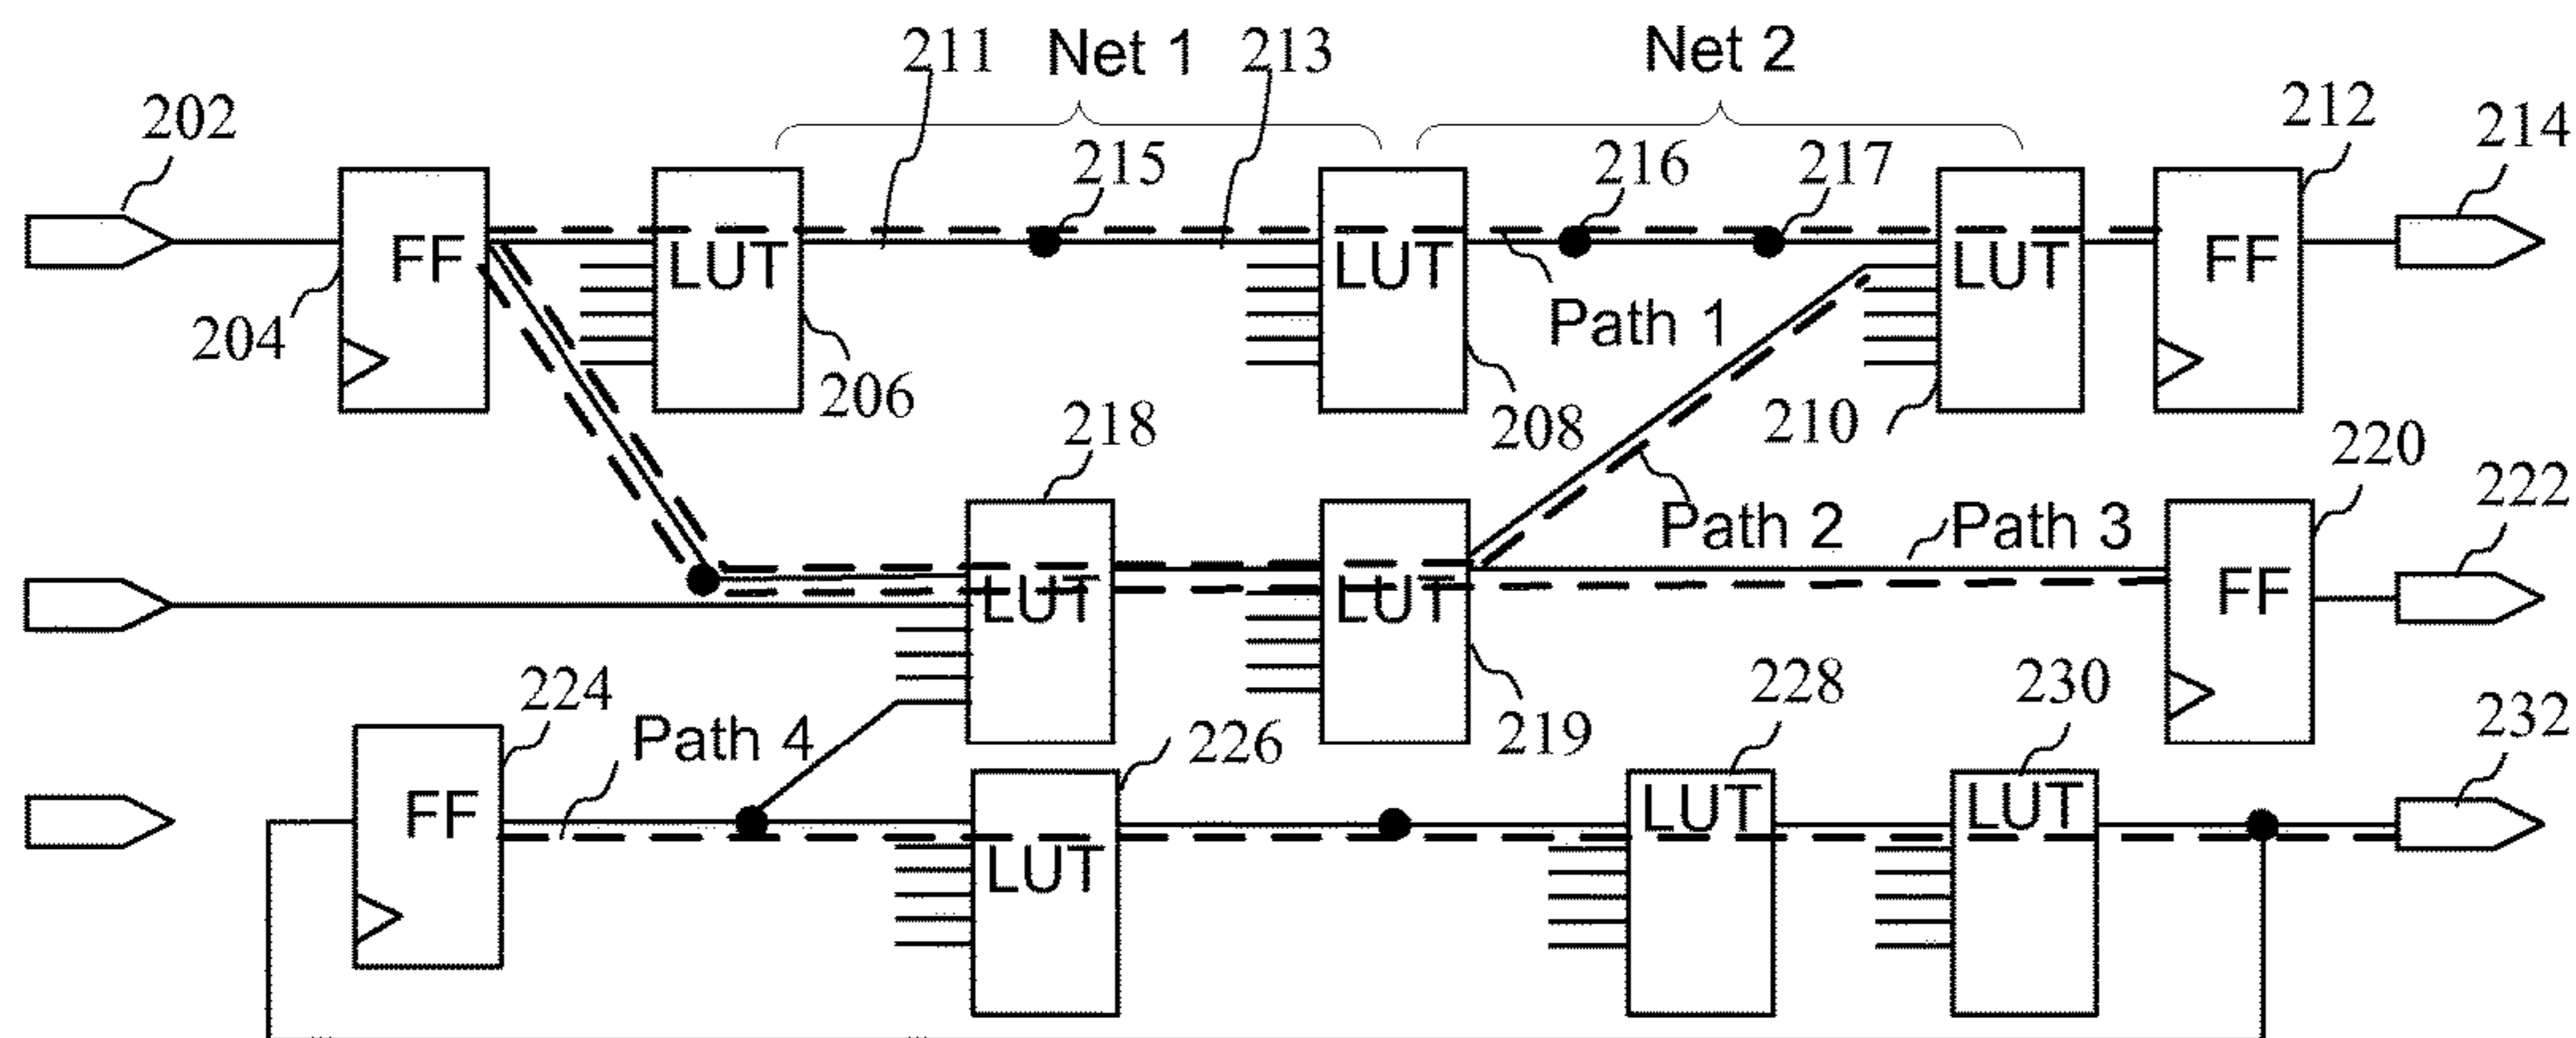 211 Net 1 213 Net 2
202 215 216 217 212 214
FF LUT LUT LUT FF
204 206 208 Path 1 210
218 220 222
LUT LUT Path 2 Path 3 FF
224 Path 4 226 219 228 230 232
FF LUT LUT LUT